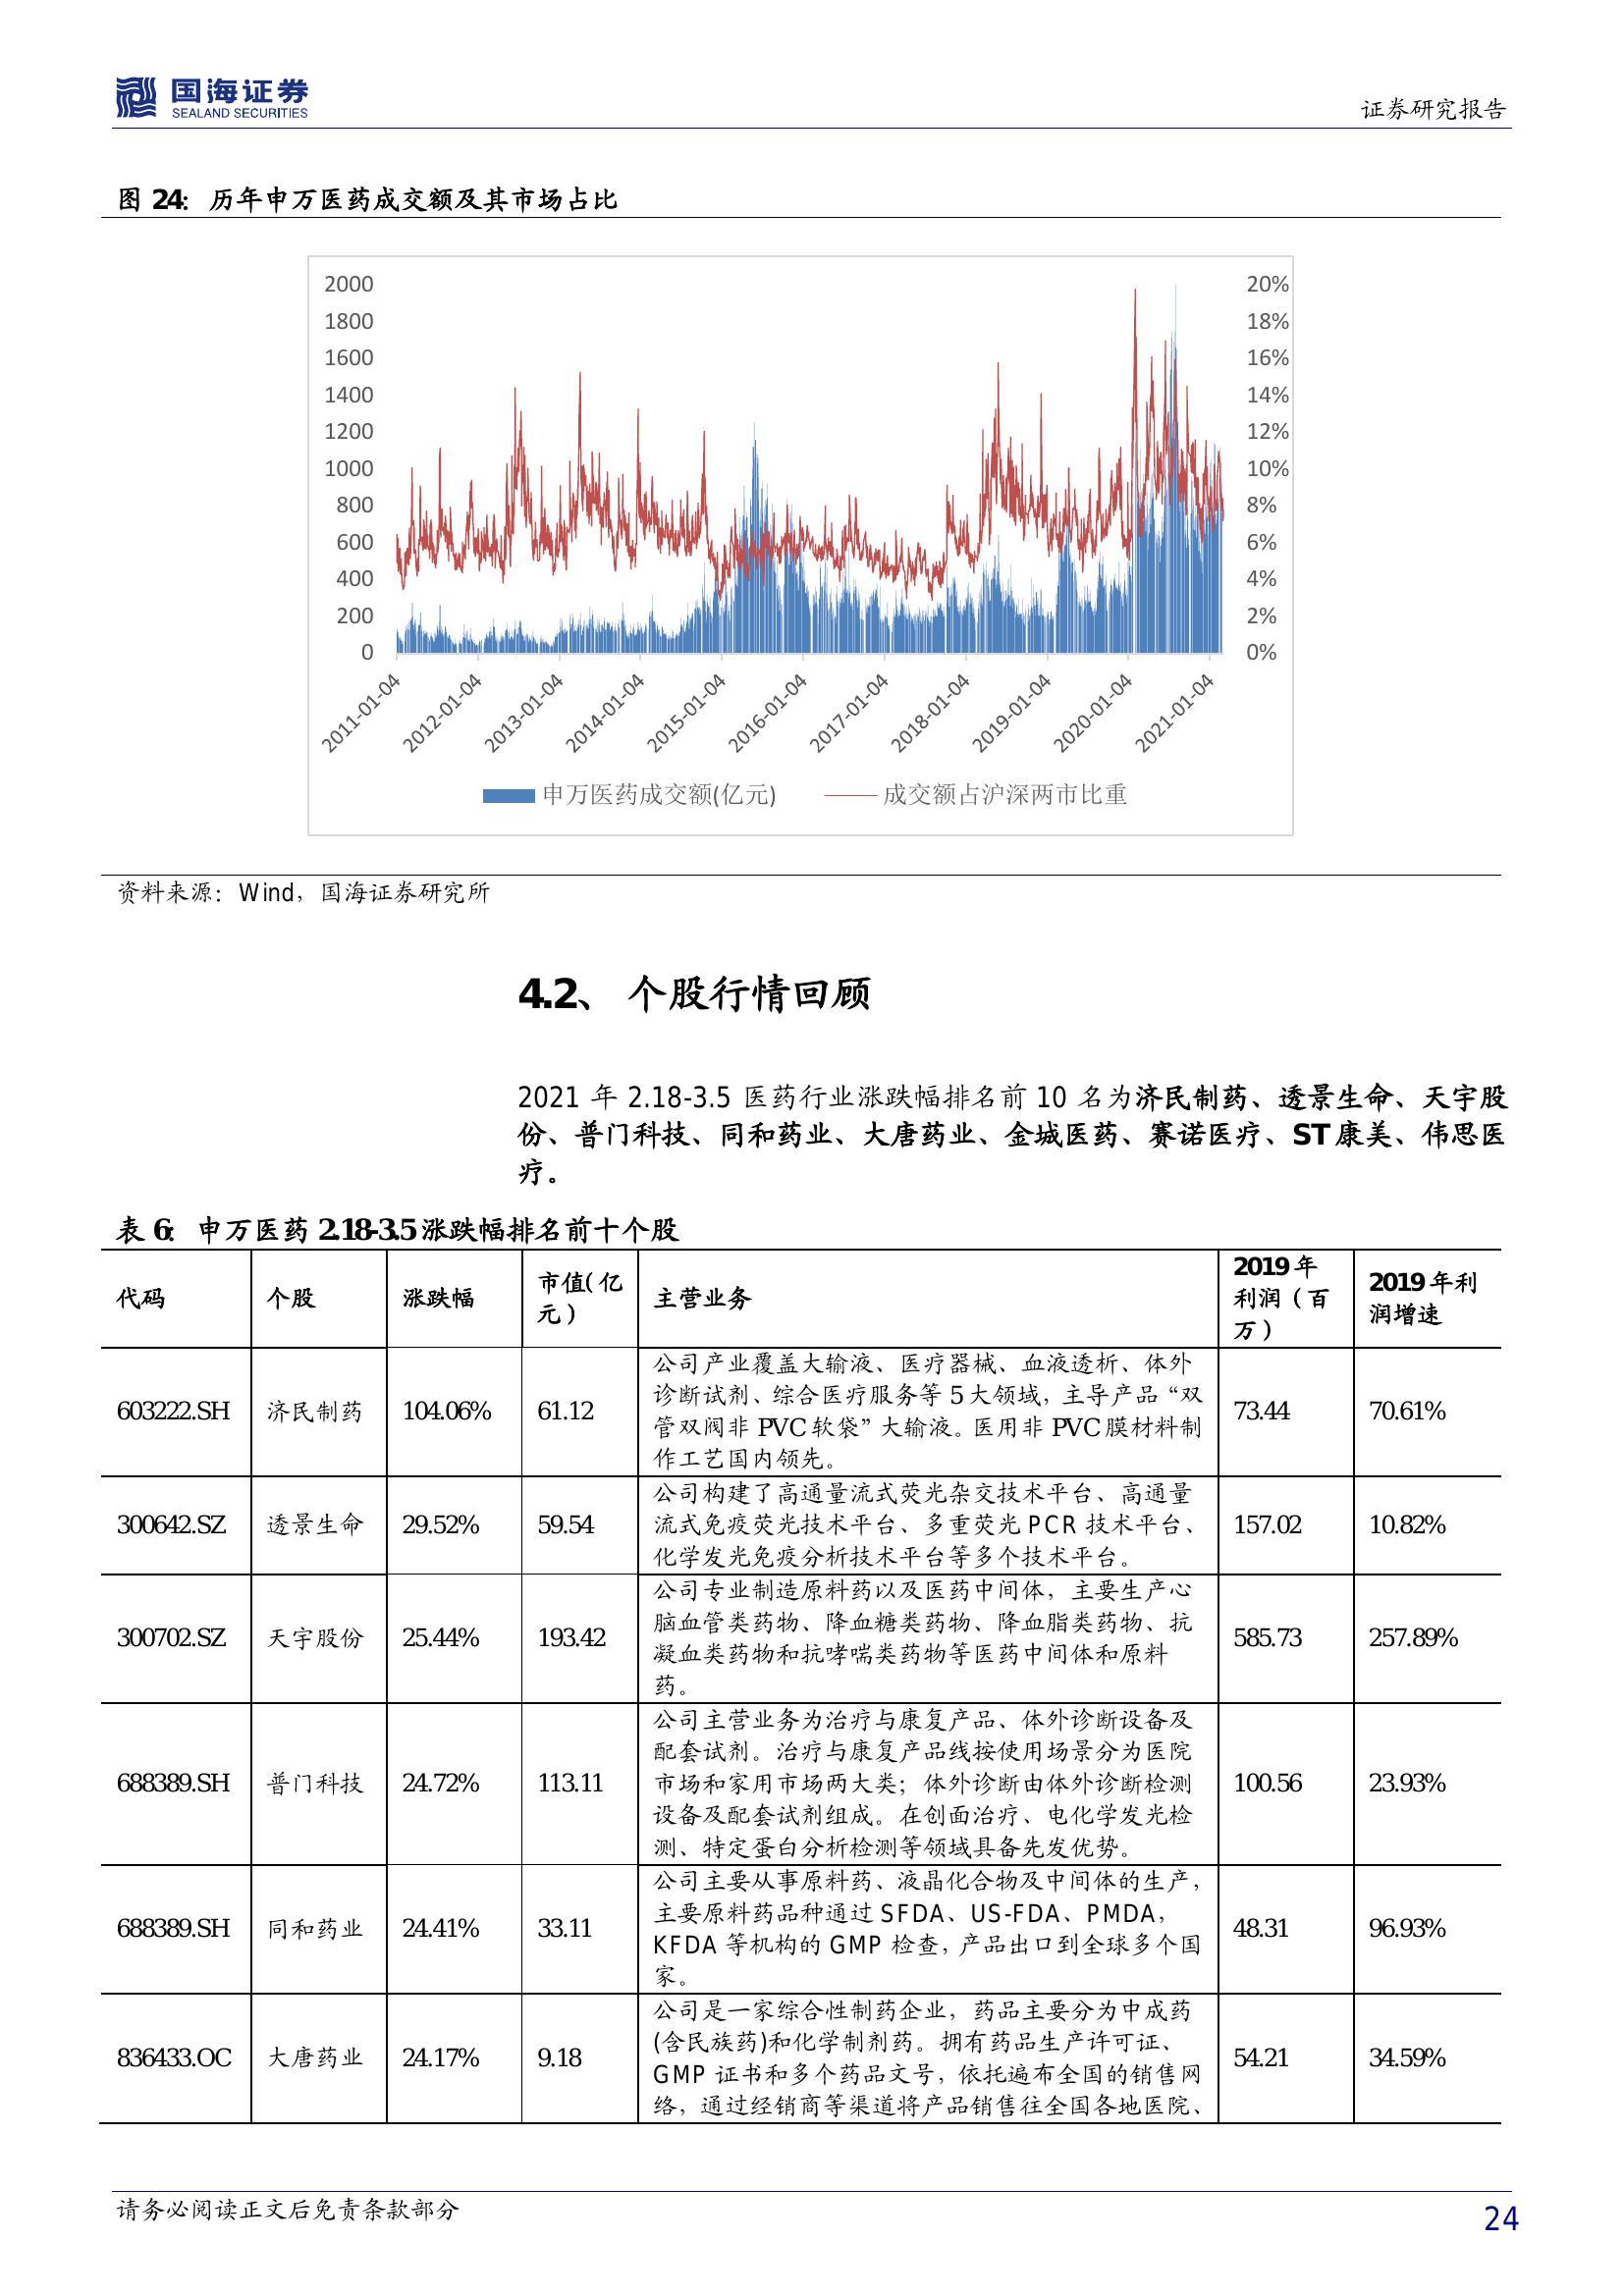 国海证券
SEALAND SECURITIES
证券研究报告
图 24：历年申万医药成交额及其市场占比
2000
1800
1600
1400
1200
1000
800
600
400
200
0
20%
18%
16%
14%
12%
10%
8%
6%
4%
2%
0%
2011-01-04
2012-01-04
2013-01-04
2014-01-04
2015-01-04
2016-01-04
2017-01-04
2018-01-04
2019-01-04
2020-01-04
2021-01-04
申万医药成交额(亿元)
成交额占沪深两市比重
资料来源：Wind，国海证券研究所
4.2、 个股行情回顾
2021 年 2.18-3.5 医药行业涨跌幅排名前 10 名为济民制药、透景生命、天宇股
份、普门科技、同和药业、大唐药业、金城医药、赛诺医疗、ST 康美、伟思医
疗。
表 6：申万医药 2.18-3.5 涨跌幅排名前十个股
代码
个股
涨跌幅
市值(亿
元)
主营业务
2019 年
利润（百
万）
2019 年利
润增速
603222.SH
济民制药
104.06%
61.12
公司产业覆盖大输液、医疗器械、血液透析、体外
诊断试剂、综合医疗服务等 5 大领域，主导产品“双
管双阀非 PVC 软袋”大输液。医用非 PVC 膜材料制
作工艺国内领先。
73.44
70.61%
300642.SZ
透景生命
29.52%
59.54
公司构建了高通量流式荧光杂交技术平台、高通量
流式免疫荧光技术平台、多重荧光 PCR 技术平台、
化学发光免疫分析技术平台等多个技术平台。
157.02
10.82%
300702.SZ
天宇股份
25.44%
193.42
公司专业制造原料药以及医药中间体，主要生产心
脑血管类药物、降血糖类药物、降血脂类药物、抗
凝血类药物和抗哮喘类药物等医药中间体和原料
药。
585.73
257.89%
688389.SH
普门科技
24.72%
113.11
公司主营业务为治疗与康复产品、体外诊断设备及
配套试剂。治疗与康复产品线按使用场景分为医院
市场和家用市场两大类；体外诊断由体外诊断检测
设备及配套试剂组成。在创面治疗、电化学发光检
测、特定蛋白分析检测等领域具备先发优势。
100.56
23.93%
688389.SH
同和药业
24.41%
33.11
公司主要从事原料药、液晶化合物及中间体的生产，
主要原料药品种通过 SFDA、US-FDA、PMDA，
KFDA 等机构的 GMP 检查，产品出口到全球多个国
家。
48.31
96.93%
836433.OC
大唐药业
24.17%
9.18
公司是一家综合性制药企业，药品主要分为中成药
(含民族药)和化学制剂药。拥有药品生产许可证、
GMP 证书和多个药品文号，依托遍布全国的销售网
络，通过经销商等渠道将产品销售往全国各地医院、
54.21
34.59%
请务必阅读正文后免责条款部分
24